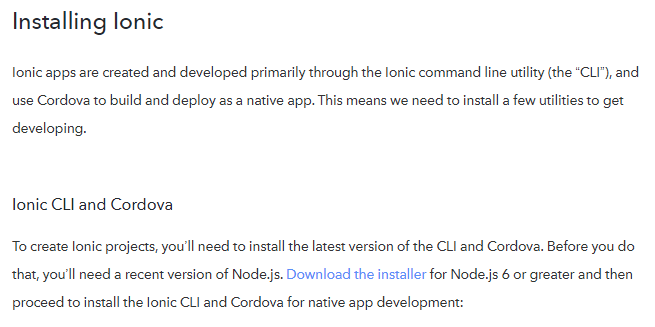 Installing Ionic
Ionic apps are created and developed primarily through the Ionic command line utility (the “CLI”), and
use Cordova to build and deploy as a native app. This means we need to install a few utilities to get
developing.
Ionic CLI and Cordova
To create Ionic projects, you’ll need to install the latest version of the CLI and Cordova. Before you do
that, you’ll need a recent version of Node.js. Download the installer for Node.js 6 or greater and then
proceed to install the Ionic CLI and Cordova for native app development: